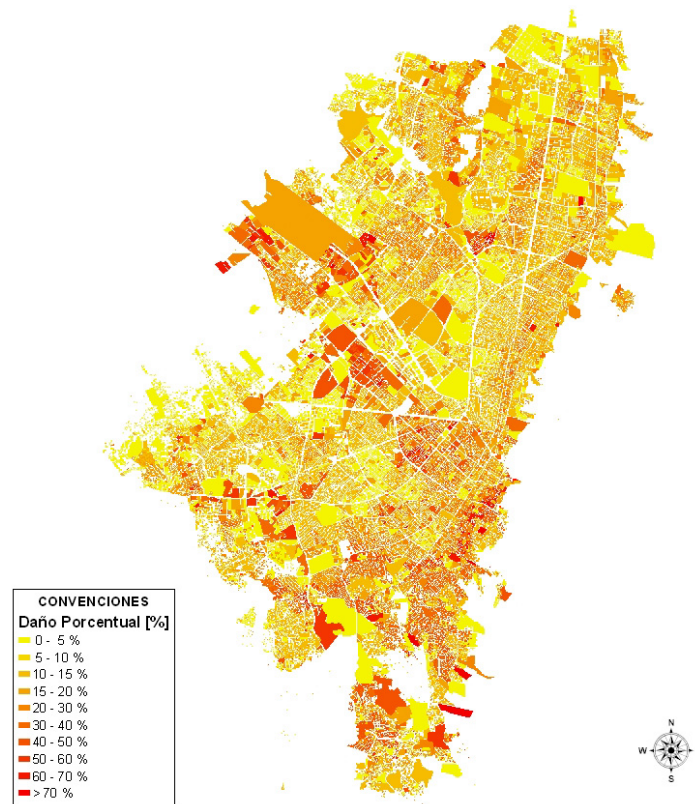 CONVENCIONES
Daño Porcentual [%]
0 - 5 %
5 - 10 %
10 - 15 %
15 - 20 %
20 - 30 %
30 - 40 %
40 - 50 %
50 - 60 %
60 - 70 %
>70 %
N
W E
S